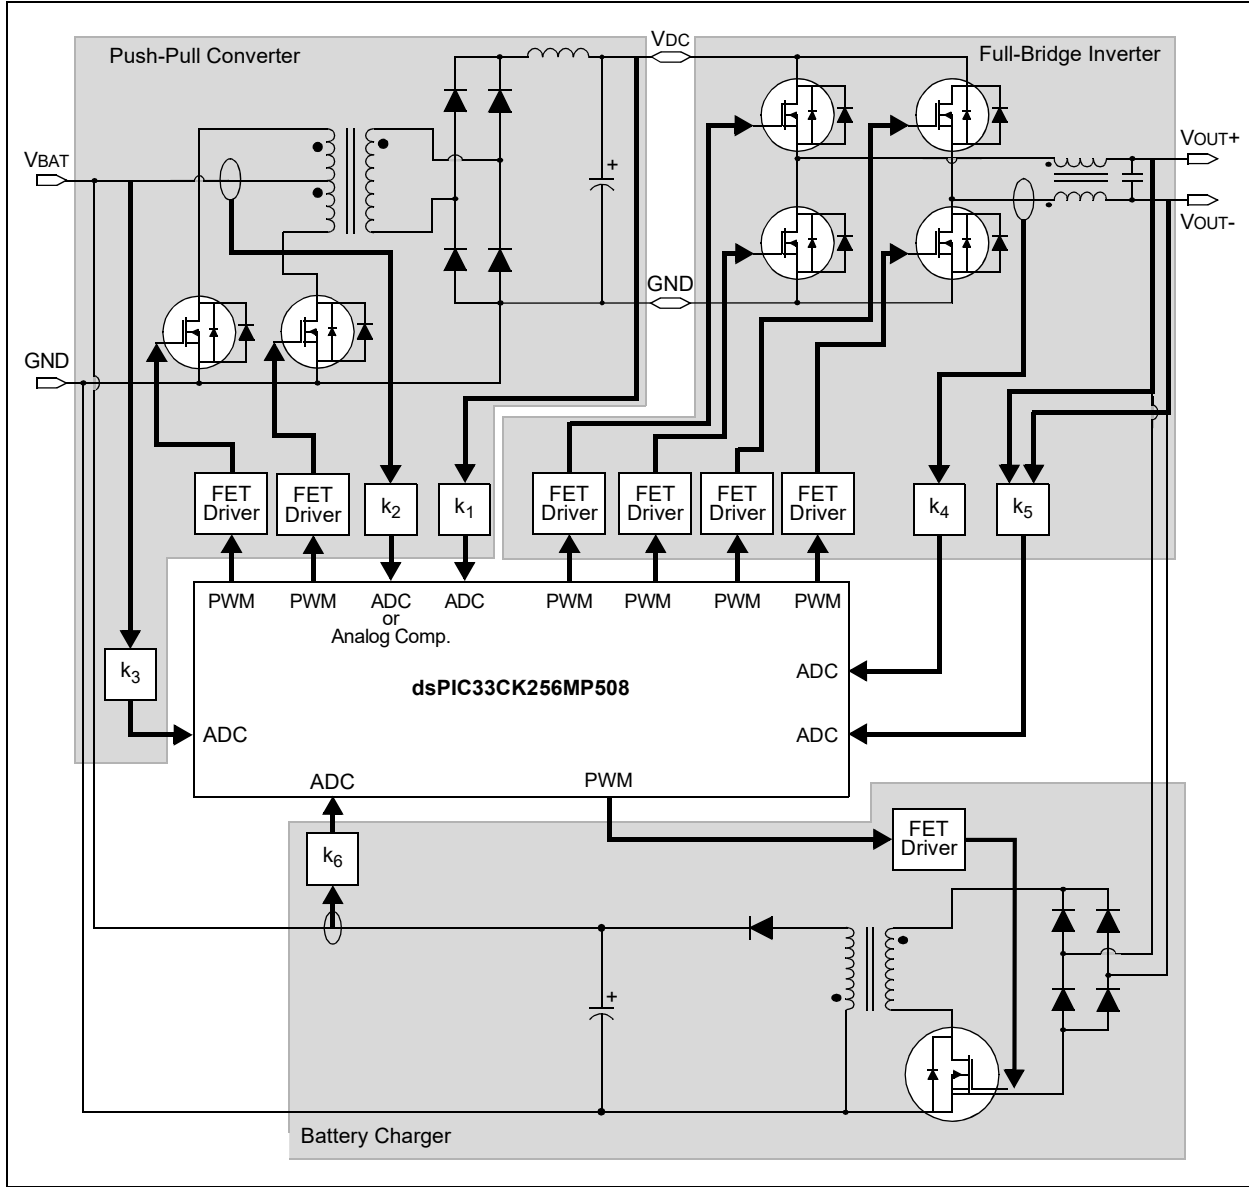 Push-Pull Converter
VDC
Full-Bridge Inverter
VBAT
+
VOUT+
VOUT-
GND
GND
FET
Driver
FET
Driver
k2
k1
FET
Driver
FET
Driver
FET
Driver
FET
Driver
k4
k5
PWM
PWM
ADC
or
Analog Comp.
ADC
PWM
PWM
PWM
PWM
k3
ADC
dsPIC33CK256MP508
ADC
ADC
ADC
PWM
k6
FET
Driver
+
Battery Charger